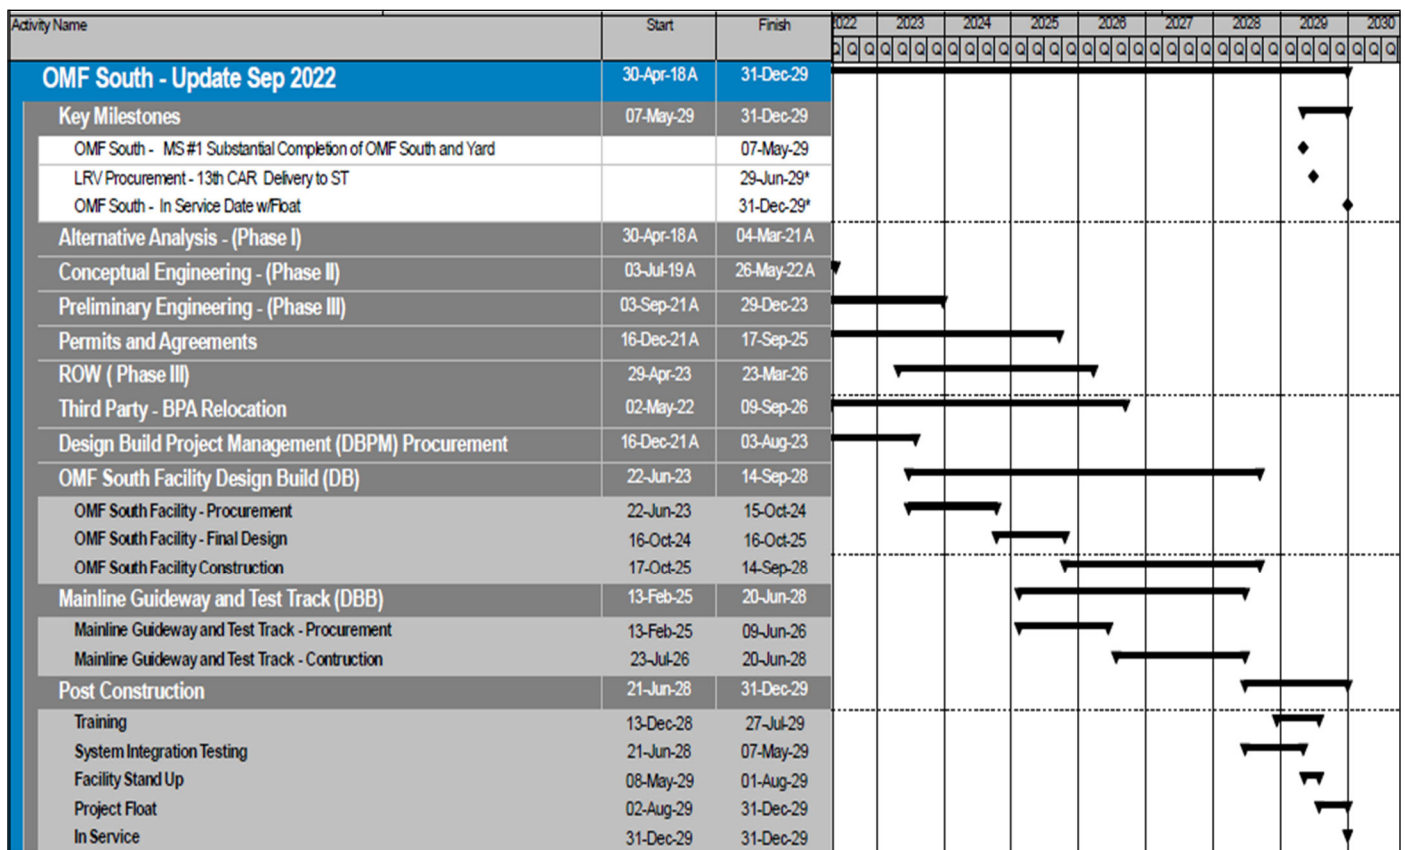 Activity Name Start Finish 2022 2023 2024 2025 2026 2027 2028 2029 2030
Q Q Q Q Q Q Q Q Q Q Q Q Q Q Q Q Q Q Q Q Q Q Q Q Q Q Q Q Q Q Q Q Q Q
OMF South - Update Sep 2022 30-Apr-18 A 31-Dec-29
Key Milestones 07-May-29 31-Dec-29
OMF South - MS #1 Substantial Completion of OMF South and Yard 07-May-29
LRV Procurement - 13th CAR Delivery to ST 29-Jun-29*
OMF South - In Service Date w/Float 31-Dec-29*
Alternative Analysis - (Phase I) 30-Apr-18 A 04-Mar-21 A
Conceptual Engineering - (Phase II) 03-Jul-19 A 26-May-22 A
Preliminary Engineering - (Phase III) 03-Sep-21 A 29-Dec-23
Permits and Agreements 16-Dec-21 A 17-Sep-25
ROW ( Phase III) 29-Apr-23 23-Mar-26
Third Party - BPA Relocation 02-May-22 09-Sep-26
Design Build Project Management (DBPM) Procurement 16-Dec-21 A 03-Aug-23
OMF South Facility Design Build (DB) 22-Jun-23 14-Sep-28
OMF South Facility - Procurement 22-Jun-23 15-Oct-24
OMF South Facility - Final Design 16-Oct-24 16-Oct-25
OMF South Facility Construction 17-Oct-25 14-Sep-28
Mainline Guideway and Test Track (DBB) 13-Feb-25 20-Jun-28
Mainline Guideway and Test Track - Procurement 13-Feb-25 09-Jun-26
Mainline Guideway and Test Track - Contruction 23-Jul-26 20-Jun-28
Post Construction 21-Jun-28 31-Dec-29
Training 13-Dec-28 27-Jul-29
System Integration Testing 21-Jun-28 07-May-29
Facility Stand Up 08-May-29 01-Aug-29
Project Float 02-Aug-29 31-Dec-29
In Service 31-Dec-29 31-Dec-29